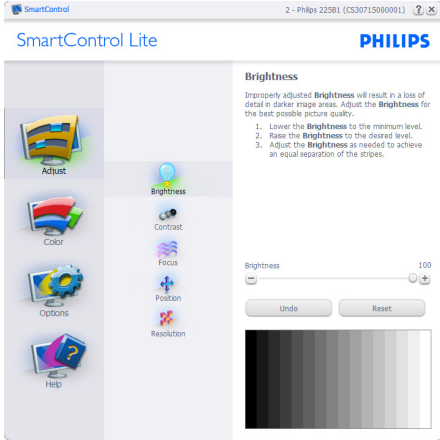 SmartControl
2 - Philips 225B1 (CS30715000001)
SmartControl Lite
PHILIPS
Adjust
Color
Options
Help
Brightness
Contrast
Focus
Position
Resolution
Brightness
Improperly adjusted Brightness will result in a loss of
detail in darker image areas. Adjust the Brightness for
the best possible picture quality.
1. Lower the Brightness to the minimum level.
2. Raise the Brightness to the desired level.
3. Adjust the Brightness as needed to achieve
an equal separation of the stripes.
Brightness 100
Undo Reset